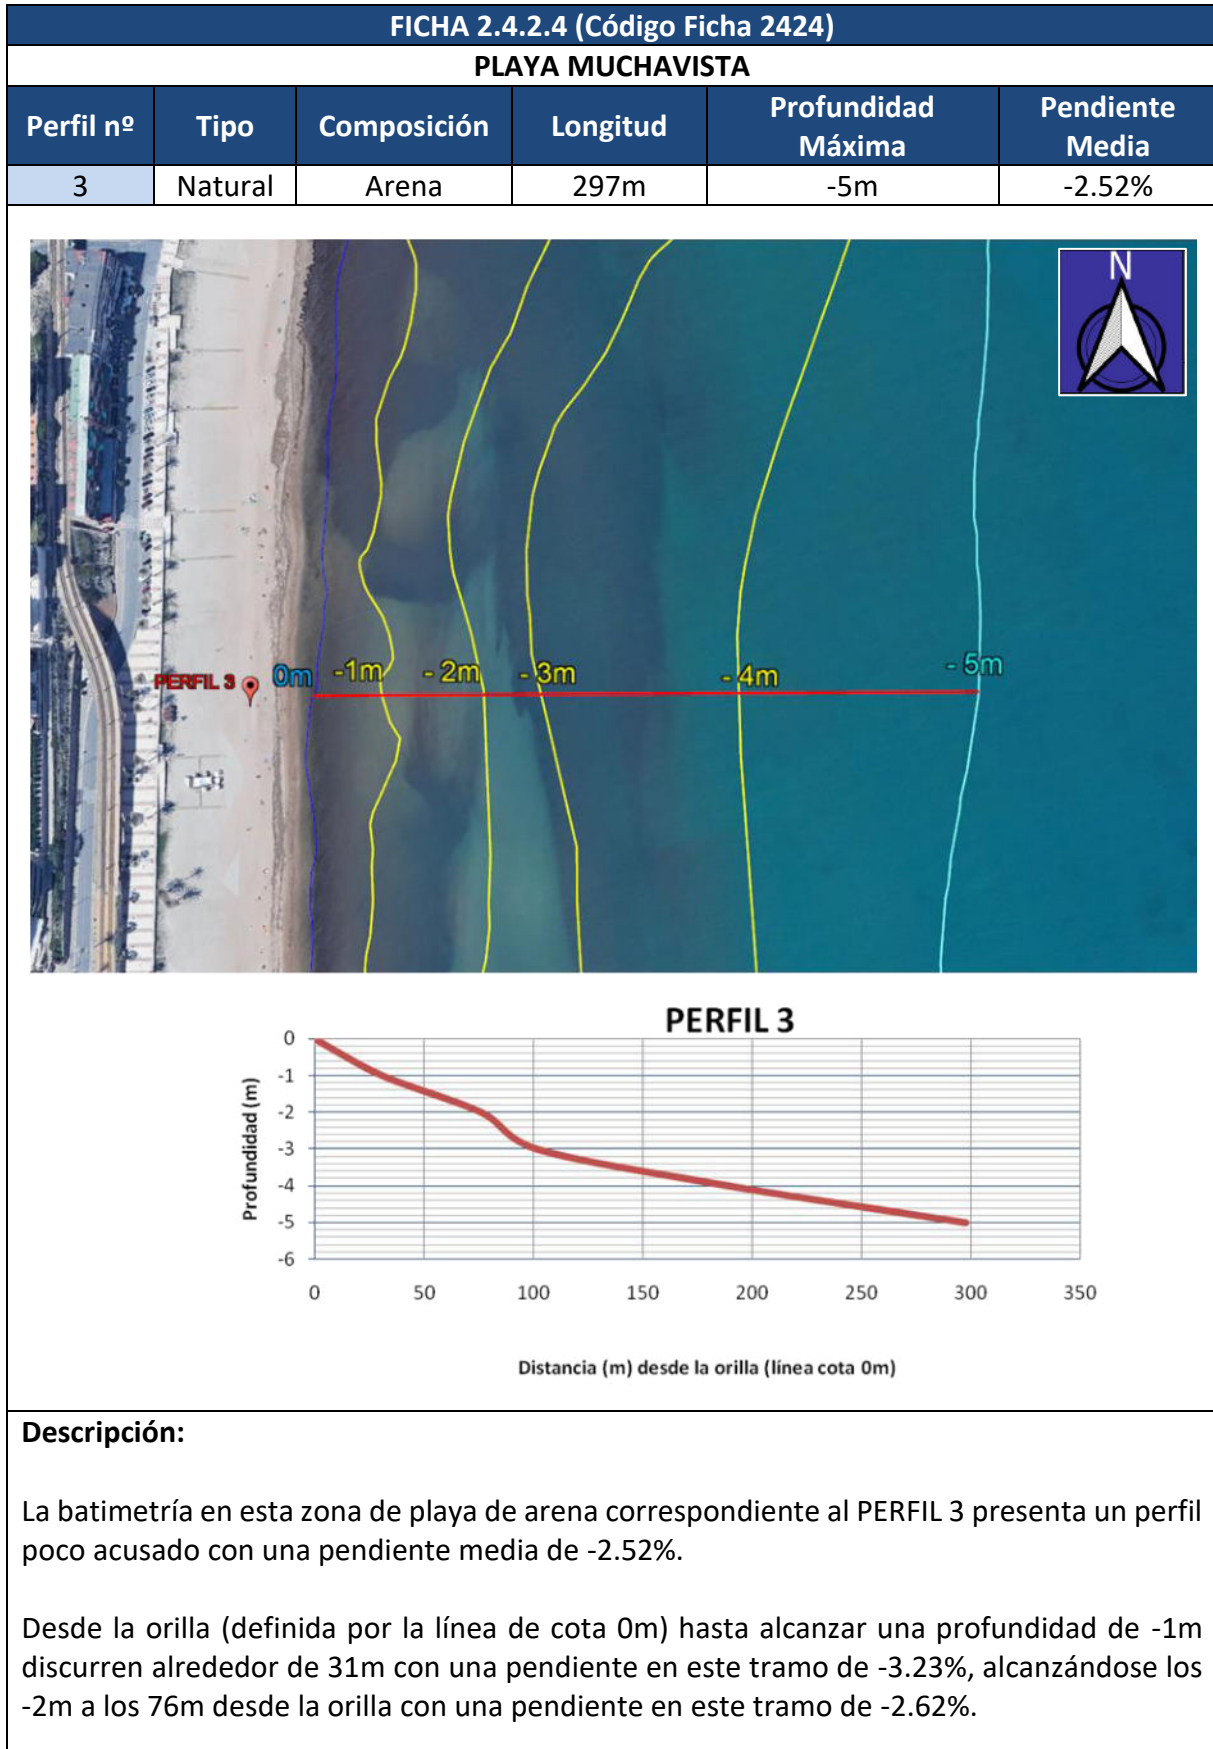 FICHA 2.4.2.4 (Código Ficha 2424)
PLAYA MUCHAVISTA
Perfil nº Tipo Composición Longitud Profundidad Máxima Pendiente Media
3 Natural Arena 297m -5m -2.52%
N
PERFIL 3 0m -1m - 2m - 3m - 4m - 5m
PERFIL 3
Profundidad (m)
0
-1
-2
-3
-4
-5
-6
0 50 100 150 200 250 300 350
Distancia (m) desde la orilla (línea cota 0m)
Descripción:
La batimetría en esta zona de playa de arena correspondiente al PERFIL 3 presenta un perfil
poco acusado con una pendiente media de -2.52%.
Desde la orilla (definida por la línea de cota 0m) hasta alcanzar una profundidad de -1m
discurren alrededor de 31m con una pendiente en este tramo de -3.23%, alcanzándose los
-2m a los 76m desde la orilla con una pendiente en este tramo de -2.62%.